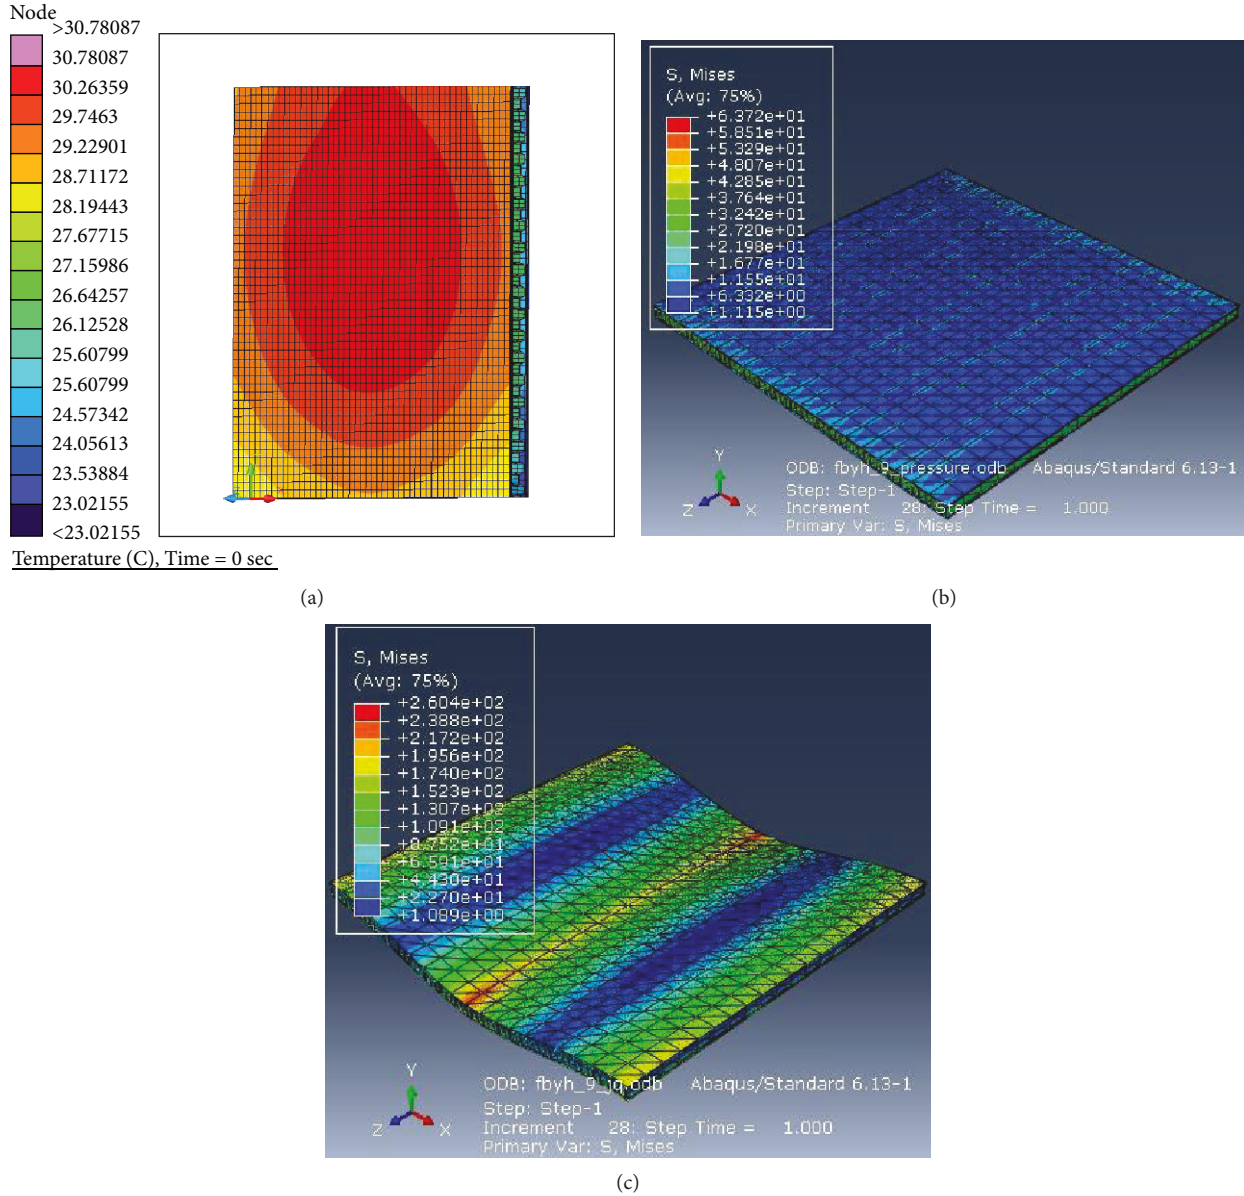 Node
>30.78087
30.78087
30.26359
29.7463
29.22901
28.71172
28.19443
27.67715
27.15986
26.64257
26.12528
25.60799
25.60799
24.57342
24.05613
23.53884
23.02155
<23.02155
Temperature (C), Time = 0 sec
(a)
S, Mises
(Avg: 75%)
+6.372e+01
+5.851e+01
+5.329e+01
+4.807e+01
+4.285e+01
+3.764e+01
+3.242e+01
+2.720e+01
+2.198e+01
+1.677e+01
+1.155e+01
+6.332e+00
+1.115e+00
Y
Z
X
ODB: fbyh_9_pressure.odb Abaqus/Standard 6.13-1
Step: Step-1
Increment 28: Step Time = 1.000
Primary Var: S, Mises
(b)
S, Mises
(Avg: 75%)
+2.604e+02
+2.388e+02
+2.172e+02
+1.956e+02
+1.740e+02
+1.523e+02
+1.307e+02
+1.091e+02
+8.752e+01
+6.591e+01
+4.430e+01
+2.270e+01
+1.089e+00
Y
Z
X
ODB: fbyh_9_jq.odb Abaqus/Standard 6.13-1
Step: Step-1
Increment 28: Step Time = 1.000
Primary Var: S, Mises
(c)